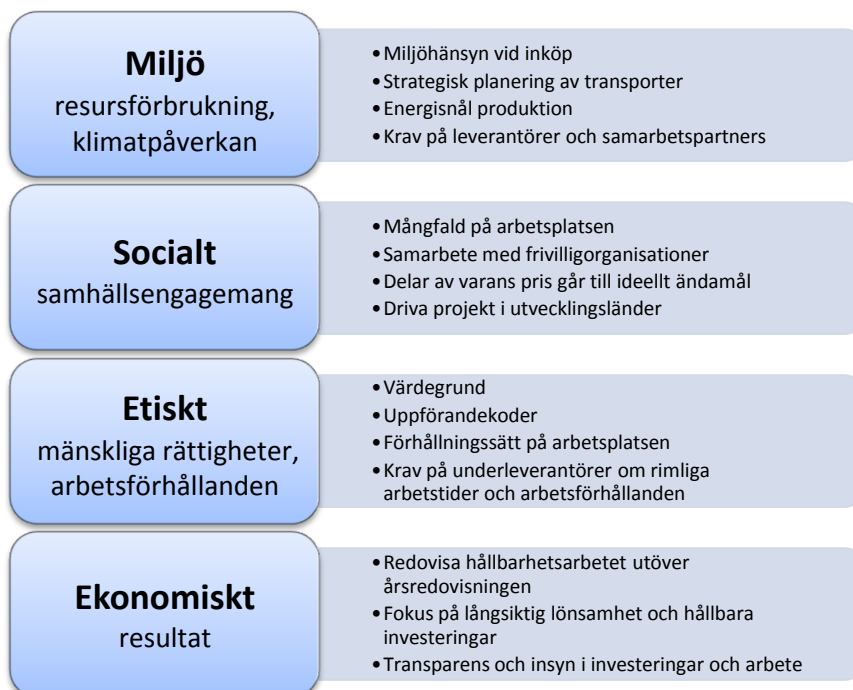 Miljö
resursförbrukning,
klimatpåverkan
•Miljöhänsyn vid inköp
•Strategisk planering av transporter
•Energisnål produktion
•Krav på leverantörer och samarbetspartners
Socialt
samhällsengagemang
•Mångfald på arbetsplatsen
•Samarbete med frivilligorganisationer
•Delar av varans pris går till ideellt ändamål
•Driva projekt i utvecklingsländer
Etiskt
mänskliga rättigheter,
arbetsförhållanden
•Värdegrund
•Uppförandekoder
•Förhållningssätt på arbetsplatsen
•Krav på underleverantörer om rimliga
arbetstider och arbetsförhållanden
Ekonomiskt
resultat
•Redovisa hållbarhetsarbetet utöver
årsredovisningen
•Fokus på långsiktig lönsamhet och hållbara
investeringar
•Transparens och insyn i investeringar och arbete